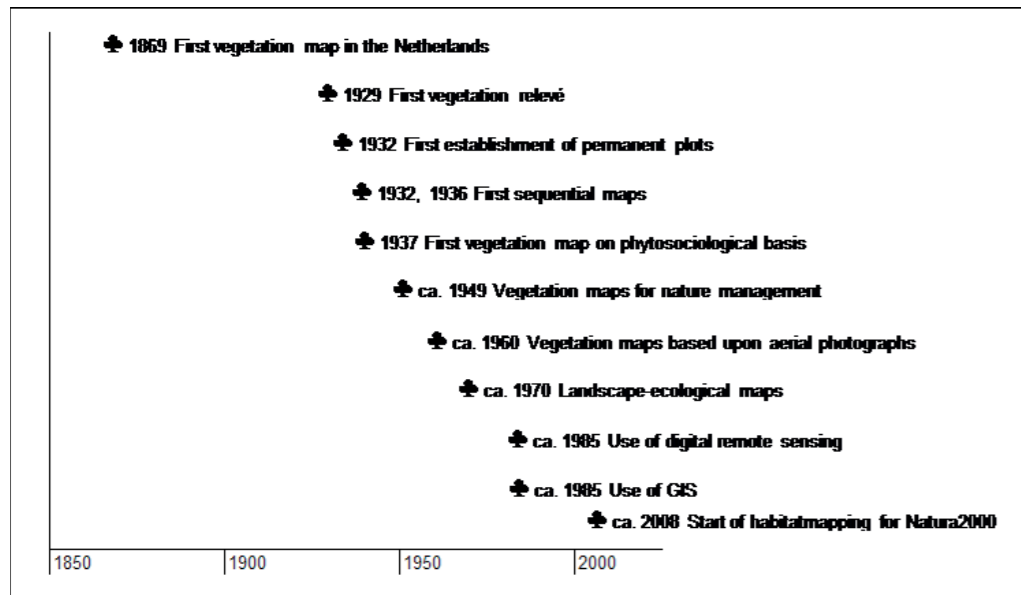 ♣ 1869 First vegetation map in the Netherlands
♣ 1929 First vegetation relevé
♣ 1932 First establishment of permanent plots
♣ 1932, 1936 First sequential maps
♣ 1937 First vegetation map on phytosociological basis
♣ ca. 1949 Vegetation maps for nature management
♣ ca. 1960 Vegetation maps based upon aerial photographs
♣ ca. 1970 Landscape-ecological maps
♣ ca. 1985 Use of digital remote sensing
♣ ca. 1985 Use of GIS
♣ ca. 2008 Start of habitatmapping for Natura2000
1850 1900 1950 2000